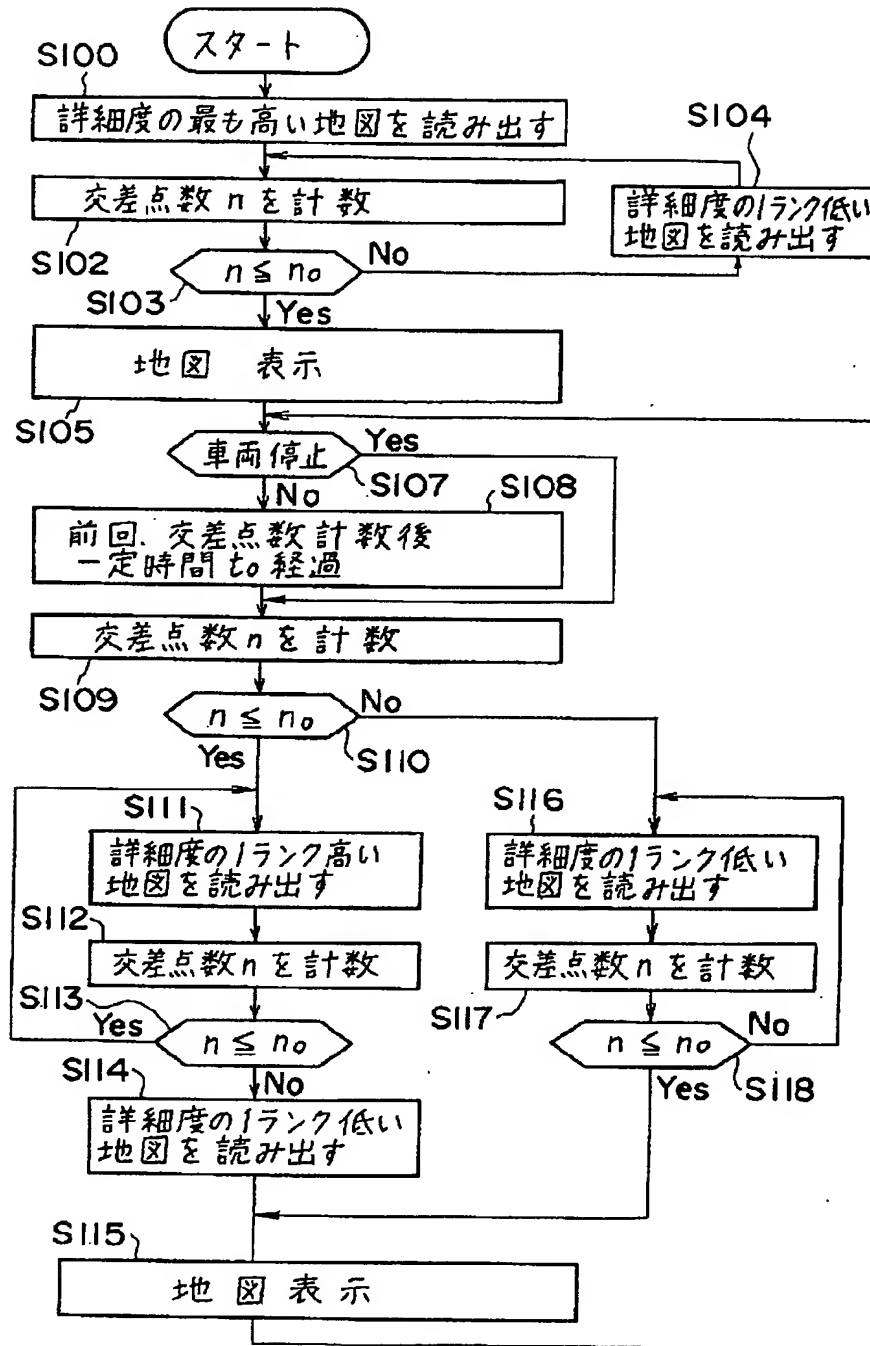 スタート
S100
詳細度の最も高い地図を読み出す
S104
詳細度の1ランク低い
地図を読み出す
交差点数nを計数
S102
n≦n₀
No
S103
Yes
地図 表示
S105
車両停止
Yes
S107
No
S108
前回.交差点数計数後
一定時間t₀経過
交差点数nを計数
S109
n≦n₀
No
S110
Yes
S111
詳細度の1ランク高い
地図を読み出す
S116
詳細度の1ランク低い
地図を読み出す
S112
交差点数nを計数
交差点数nを計数
S117
S113
Yes
n≦n₀
No
n≦n₀
No
S118
Yes
S114
詳細度の1ランク低い
地図を読み出す
S115
地図表示